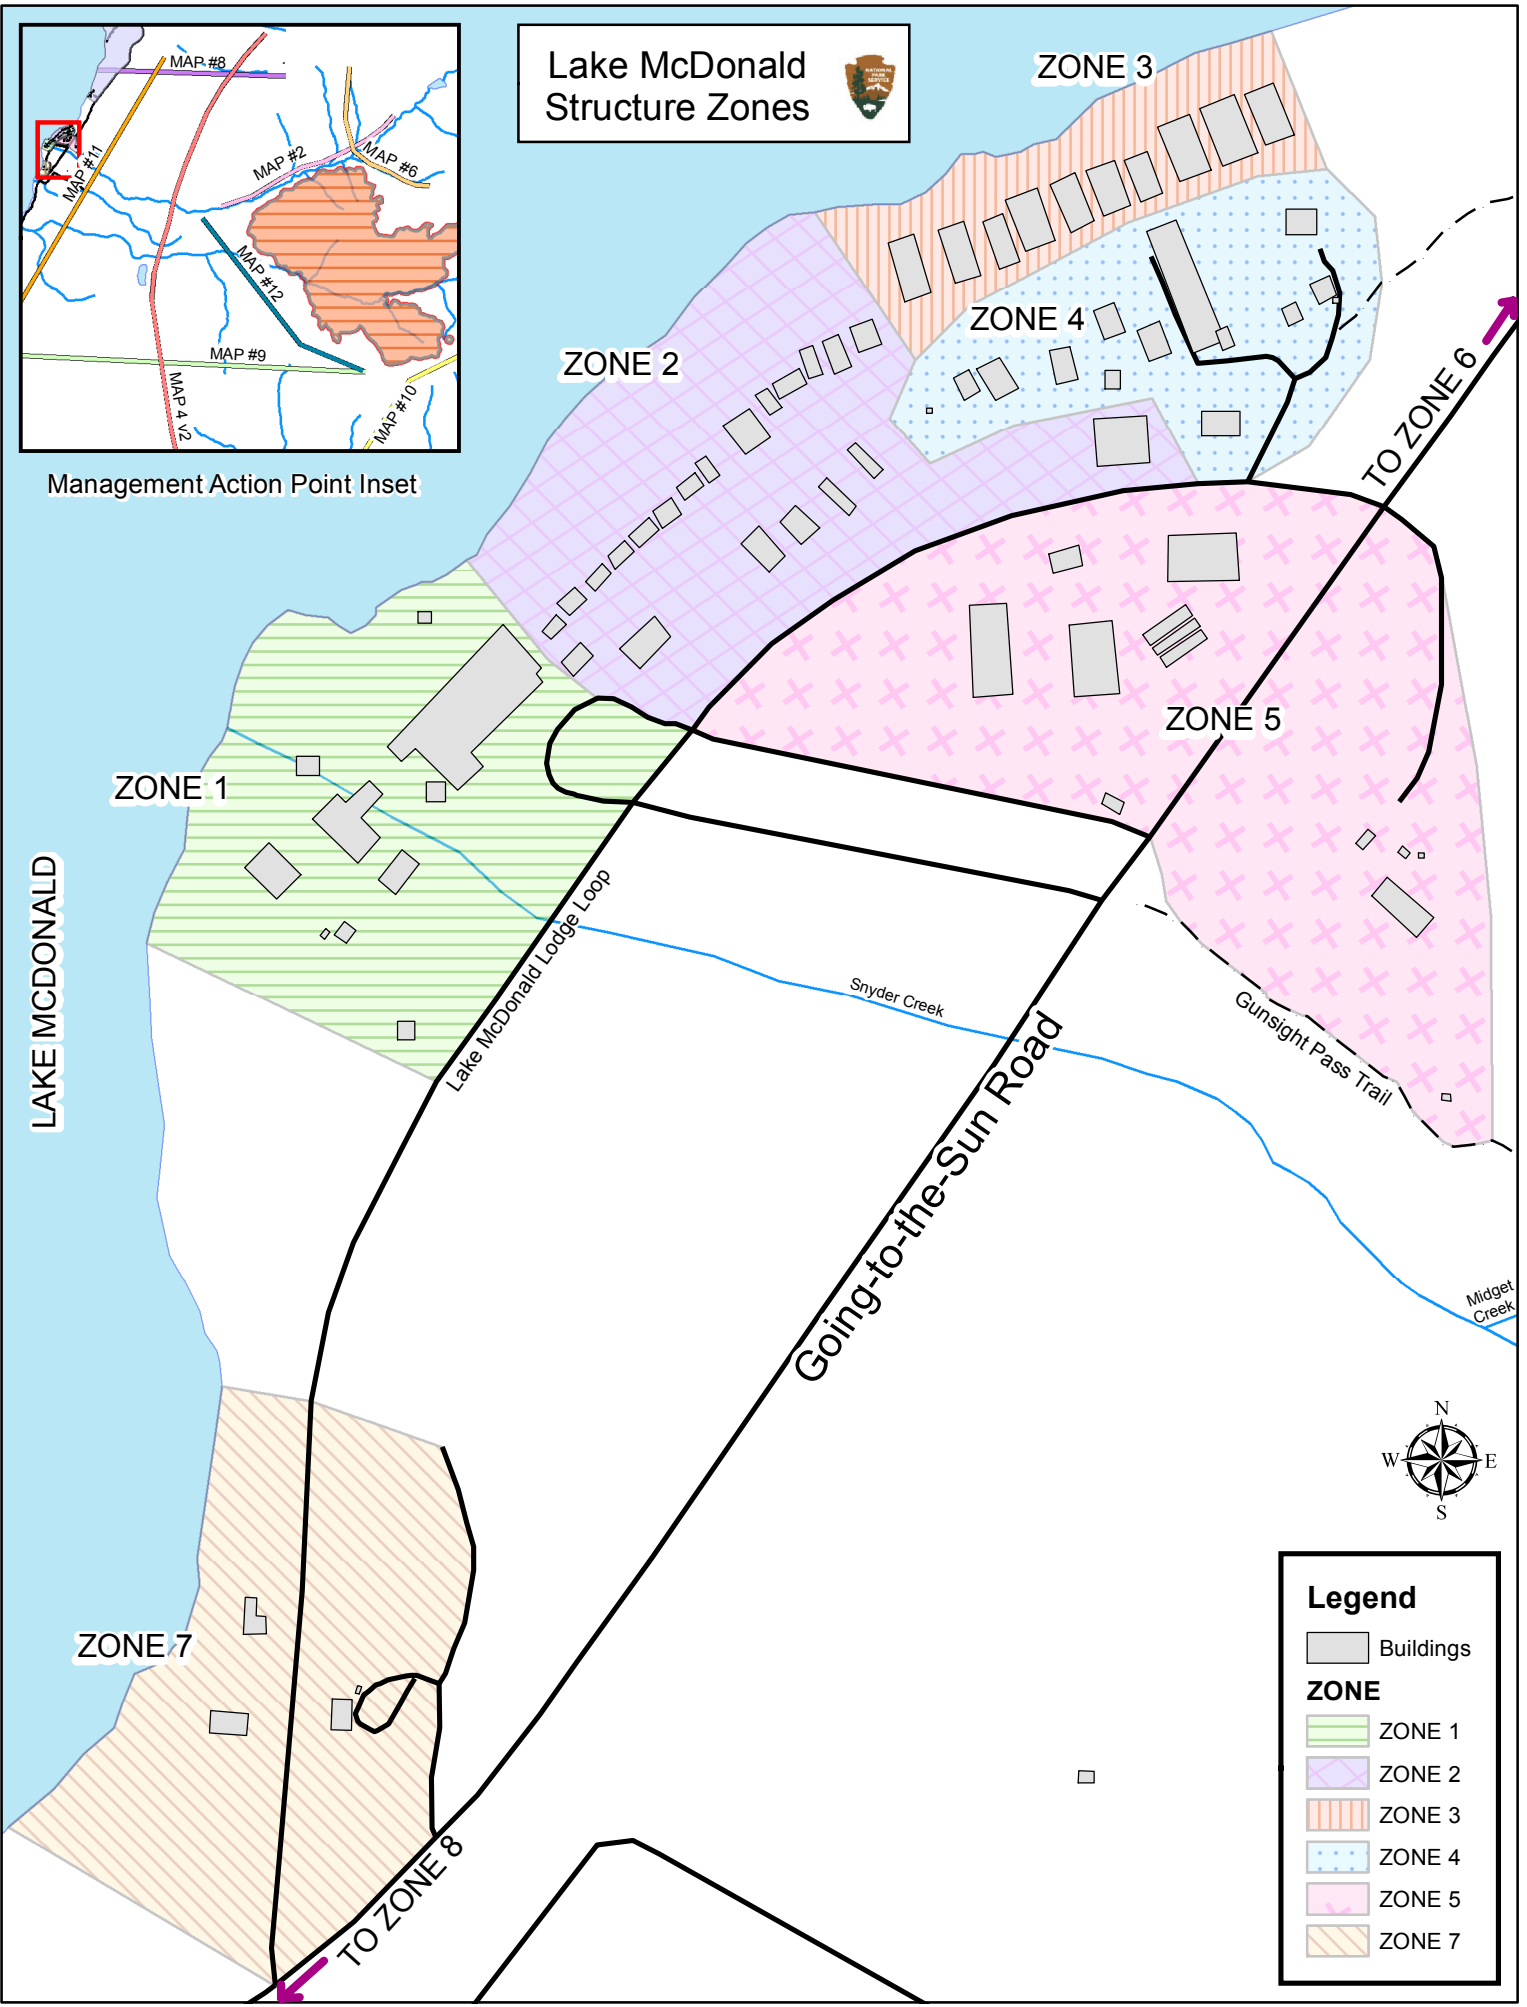 Lake McDonald
Structure Zones
NATIONAL
PARK
SERVICE
MAP #8
MAP #11
MAP #2
MAP #6
MAP #12
MAP #9
MAP 4 v2
MAP #10
Management Action Point Inset
ZONE 3
ZONE 4
ZONE 2
TO ZONE 6
ZONE 5
ZONE 1
LAKE MCDONALD
Lake McDonald Lodge Loop
Snyder Creek
Going-to-the-Sun Road
Gunsight Pass Trail
Midget
Creek
ZONE 7
TO ZONE 8
N
W
E
S
Legend
Buildings
ZONE
ZONE 1
ZONE 2
ZONE 3
ZONE 4
ZONE 5
ZONE 7